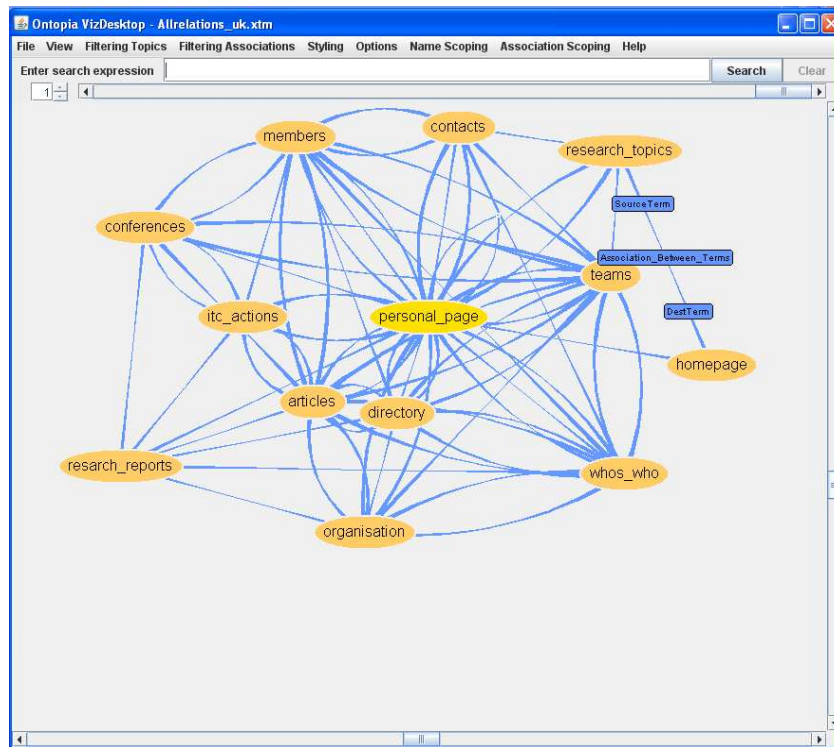 Ontopia VizDesktop - Allrelations_uk.xtm
File View Filtering Topics Filtering Associations Styling Options Name Scoping Association Scoping Help
Enter search expression Search Clear
1
contacts
members
research_topics
SourceTerm
conferences
Association_Between_Terms
teams
itc_actions
personal_page
DestTerm
homepage
articles
directory
resarch_reports
whos_who
organisation